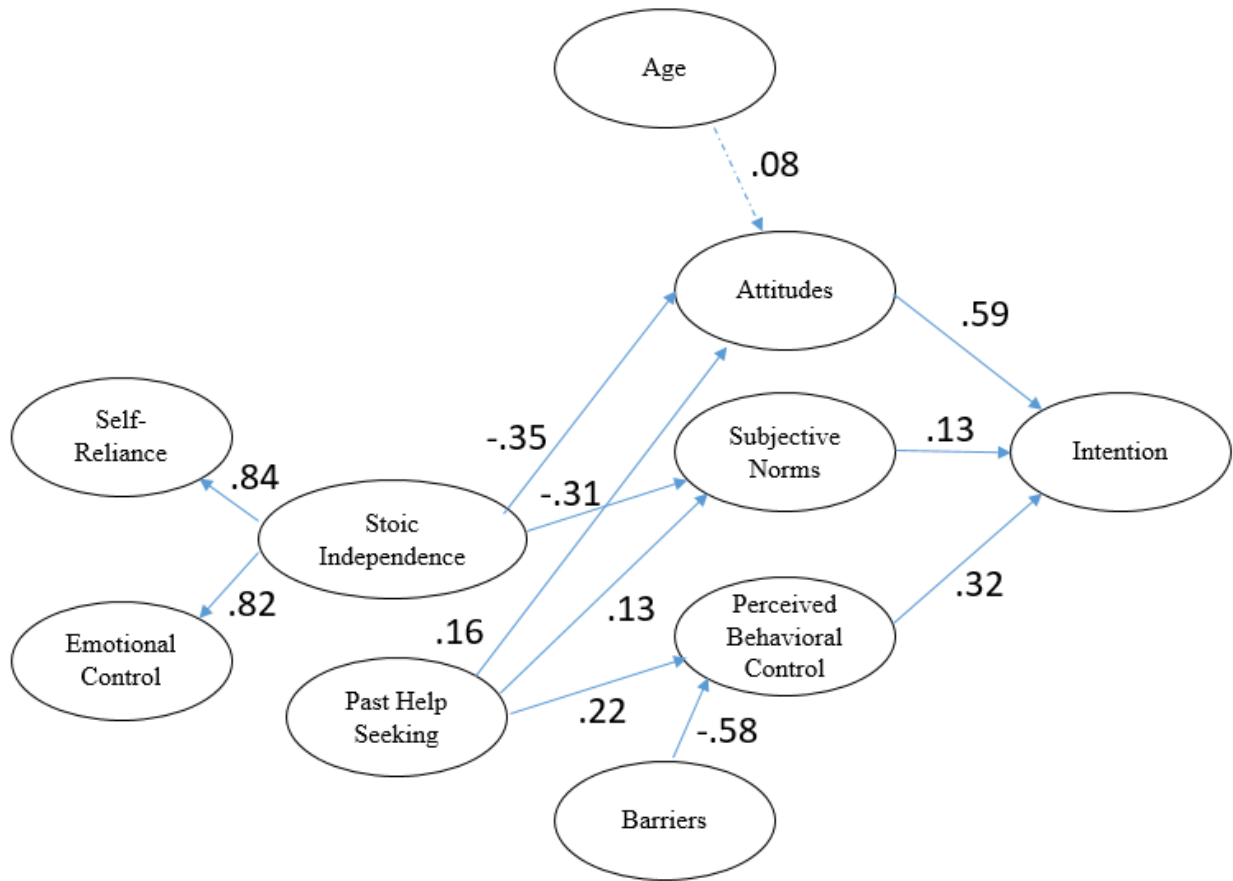 Age
.08
Attitudes
.59
Self-
Reliance
-.35
Subjective
Norms
.13
Intention
.84
-.31
Stoic
Independence
.82
.13
.32
Emotional
Control
.16
Perceived
Behavioral
Control
Past Help
Seeking
.22
-.58
Barriers